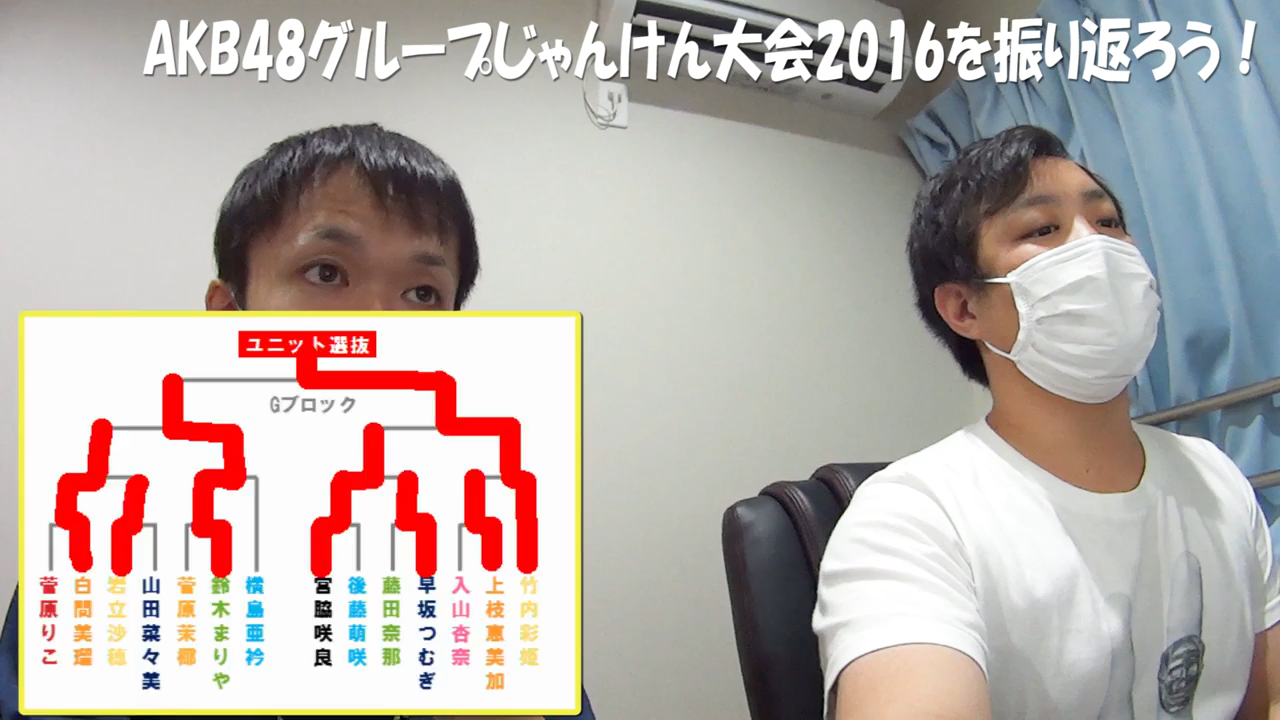 AKB48グループじゃんけん大会2016を振り返ろう！
ユニット選抜
Gブロック
菅原りこ
白間美瑠
岩立沙穂
山田菜々美
菅原茉椰
鈴木まりや
横島亜衿
宮脇咲良
後藤萌咲
藤田奈那
早坂つむぎ
入山杏奈
上枝恵美加
竹内彩姫